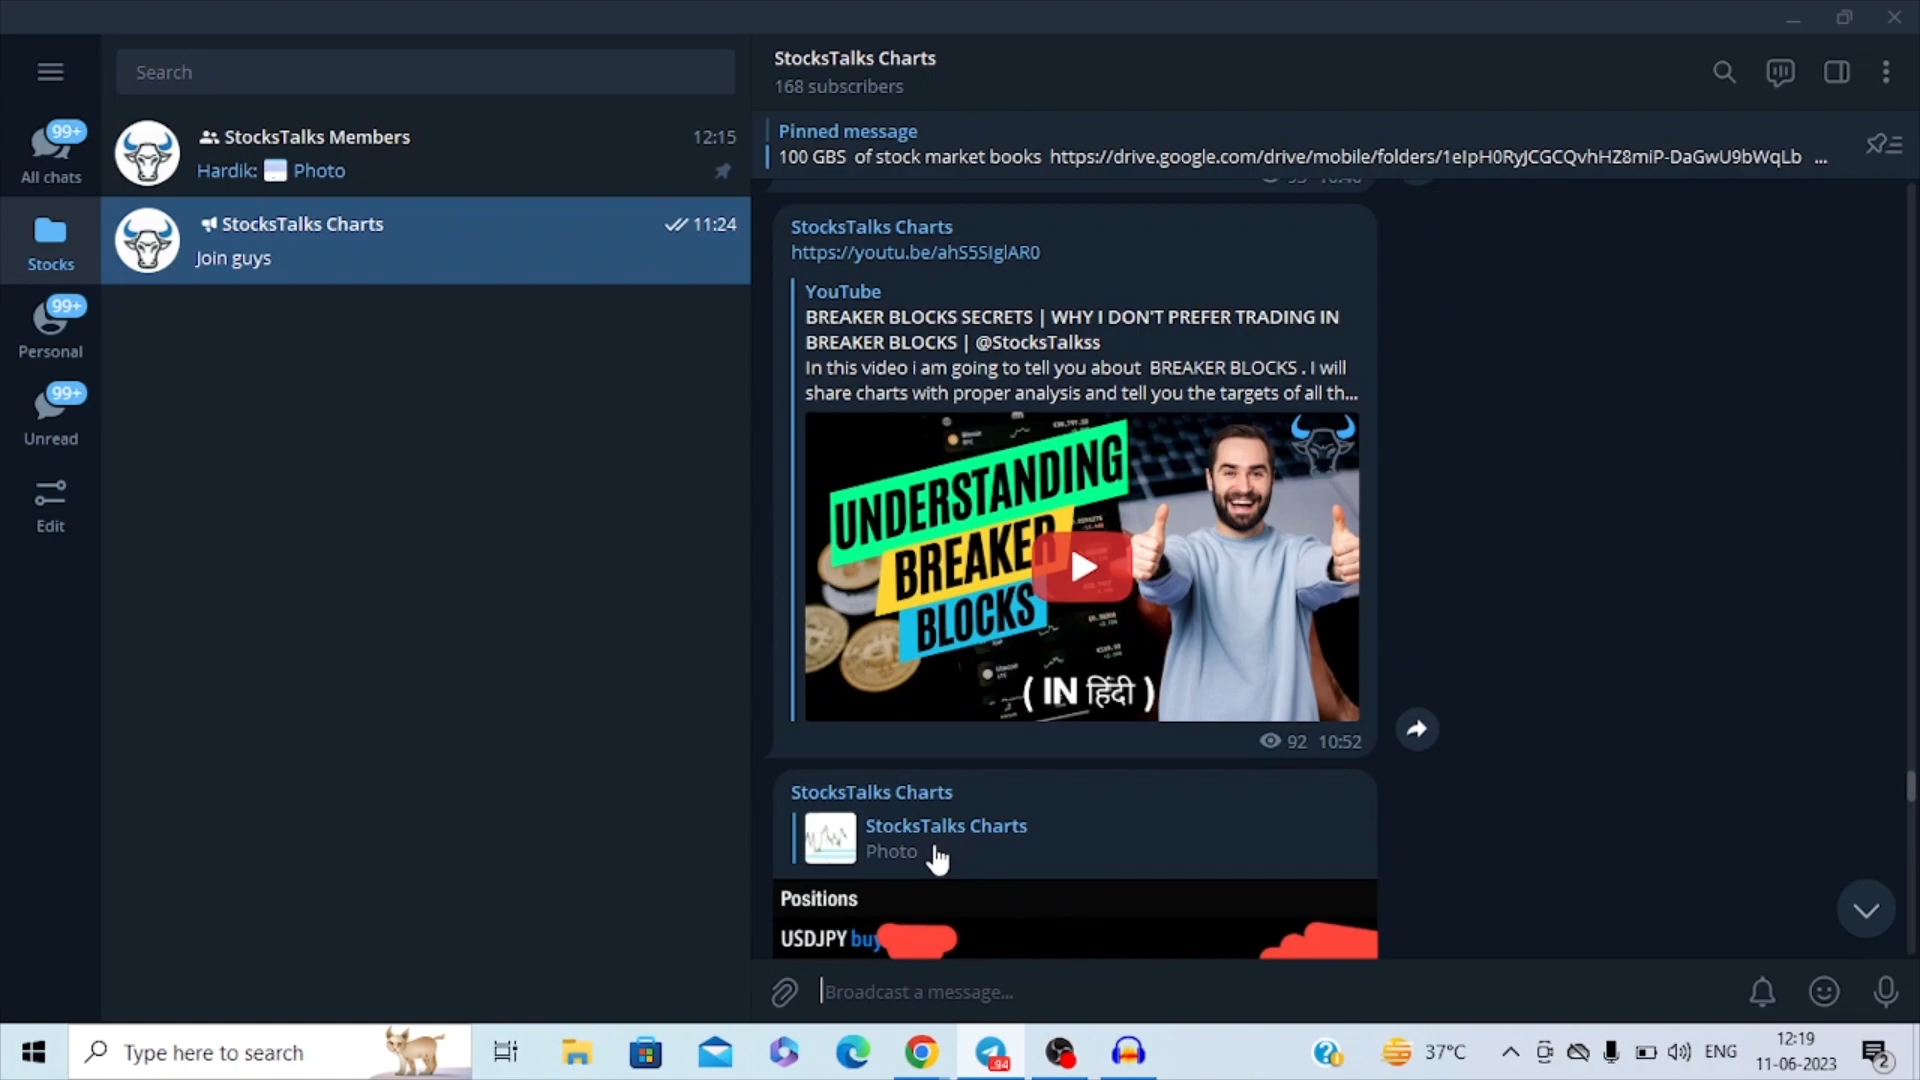 Search
All chats
99+
Stocks
99+
Personal
99+
Unread
Edit
StocksTalks Members
12:15
Hardik: Photo
StocksTalks Charts
11:24
Join guys
StocksTalks Charts
168 subscribers
Pinned message
100 GBS of stock market books https://drive.google.com/drive/mobile/folders/1eIpH0RyJCGCQvhHZ8miP-DaGwU9bWqLb ...
StocksTalks Charts
https://youtu.be/ahS5SIglAR0
YouTube
BREAKER BLOCKS SECRETS | WHY I DON'T PREFER TRADING IN
BREAKER BLOCKS | @StocksTalkss
In this video i am going to tell you about BREAKER BLOCKS . I will
share charts with proper analysis and tell you the targets of all th...
UNDERSTANDING
BREAKER
BLOCKS
( IN हिंदी )
92 10:52
StocksTalks Charts
StocksTalks Charts
Photo
Positions
USDJPY buy
Broadcast a message...
Type here to search
94
37°C
ENG
12:19
11-06-2023
2